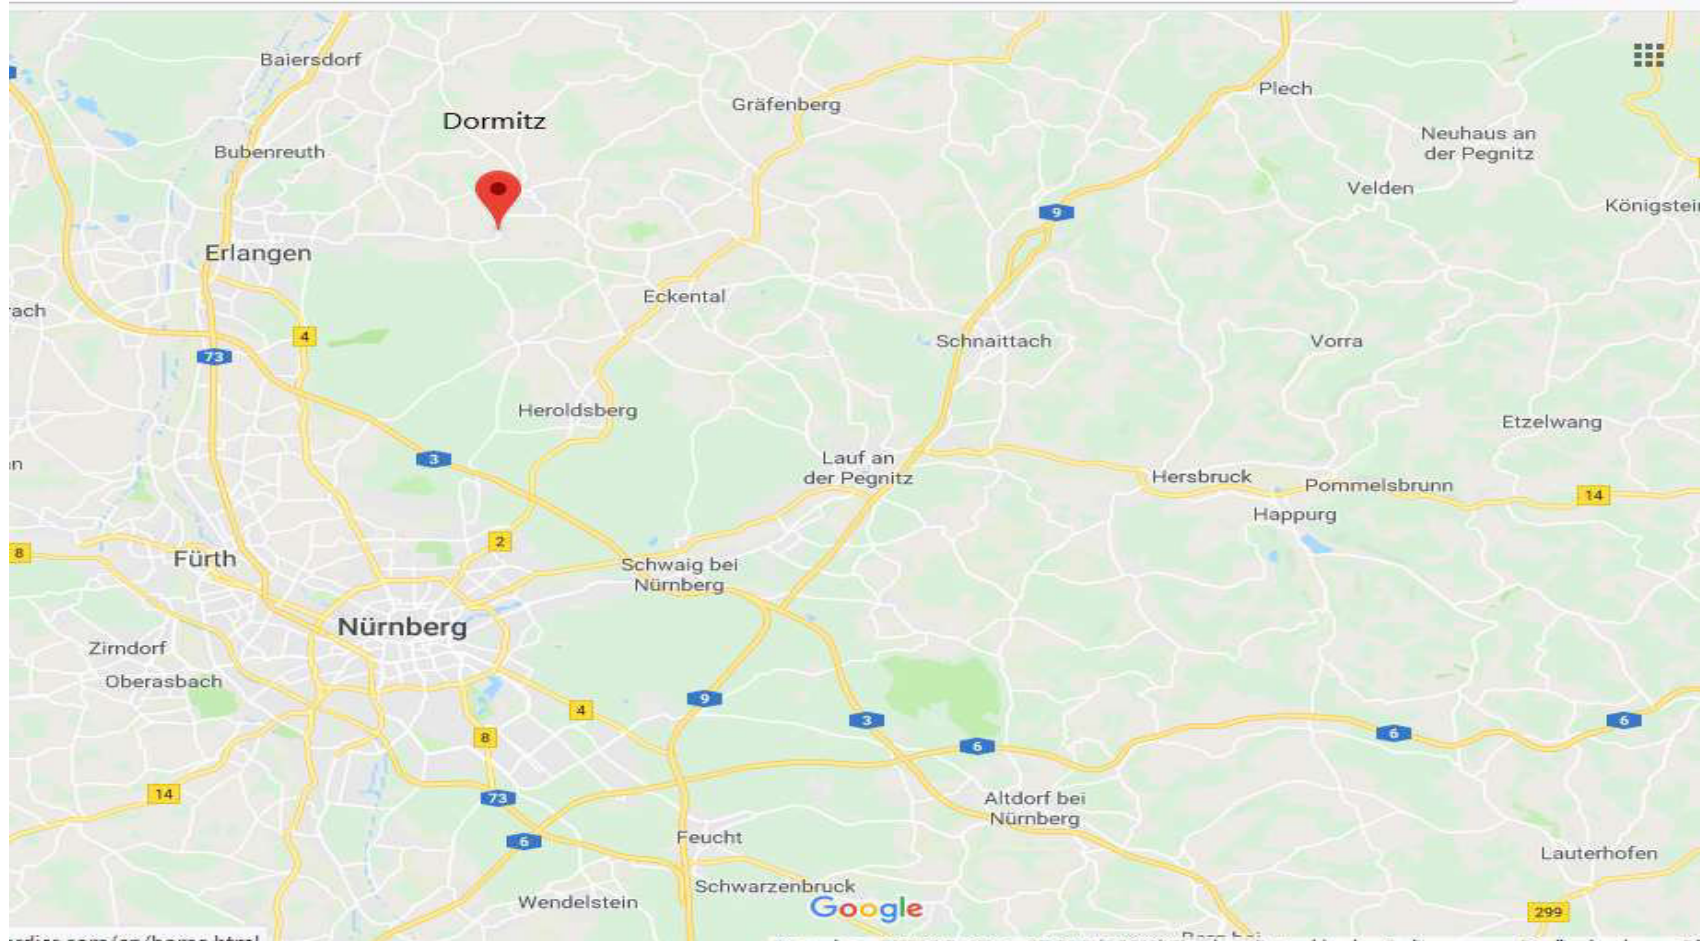 Baiersdorf
Plech
Gräfenberg
Dormitz
Neuhaus an
der Pegnitz
Bubenreuth
Velden
Königstei
9
Erlangen
Eckental
ach
4
Schnaittach
Vorra
73
Heroldsberg
Etzelwang
3
Lauf an
der Pegnitz
Hersbruck
Pommelsbrunn
14
Happurg
2
8
Fürth
Schwaig bei
Nürnberg
Nürnberg
Zirndorf
Oberasbach
9
4
3
6
6
6
8
14
73
Altdorf bei
Nürnberg
6
Feucht
Lauterhofen
Schwarzenbruck
Wendelstein
Google
299